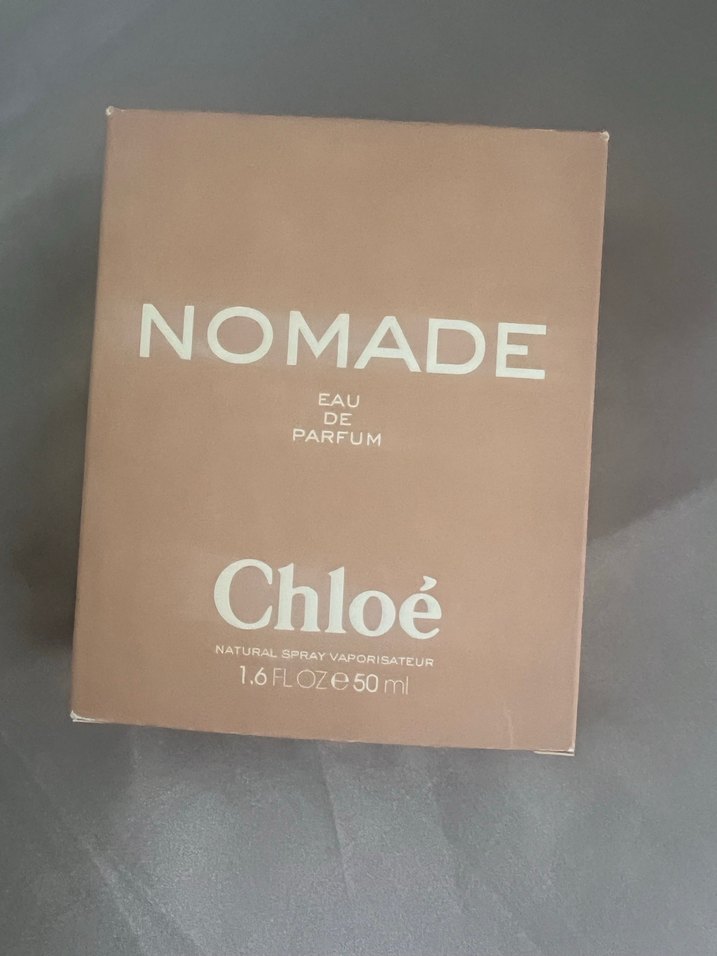 NOMADE
EAU
DE
PARFUM
Chloé
NATURAL SPRAY VAPORISATEUR
1.6 FL OZ ℮ 50 ml